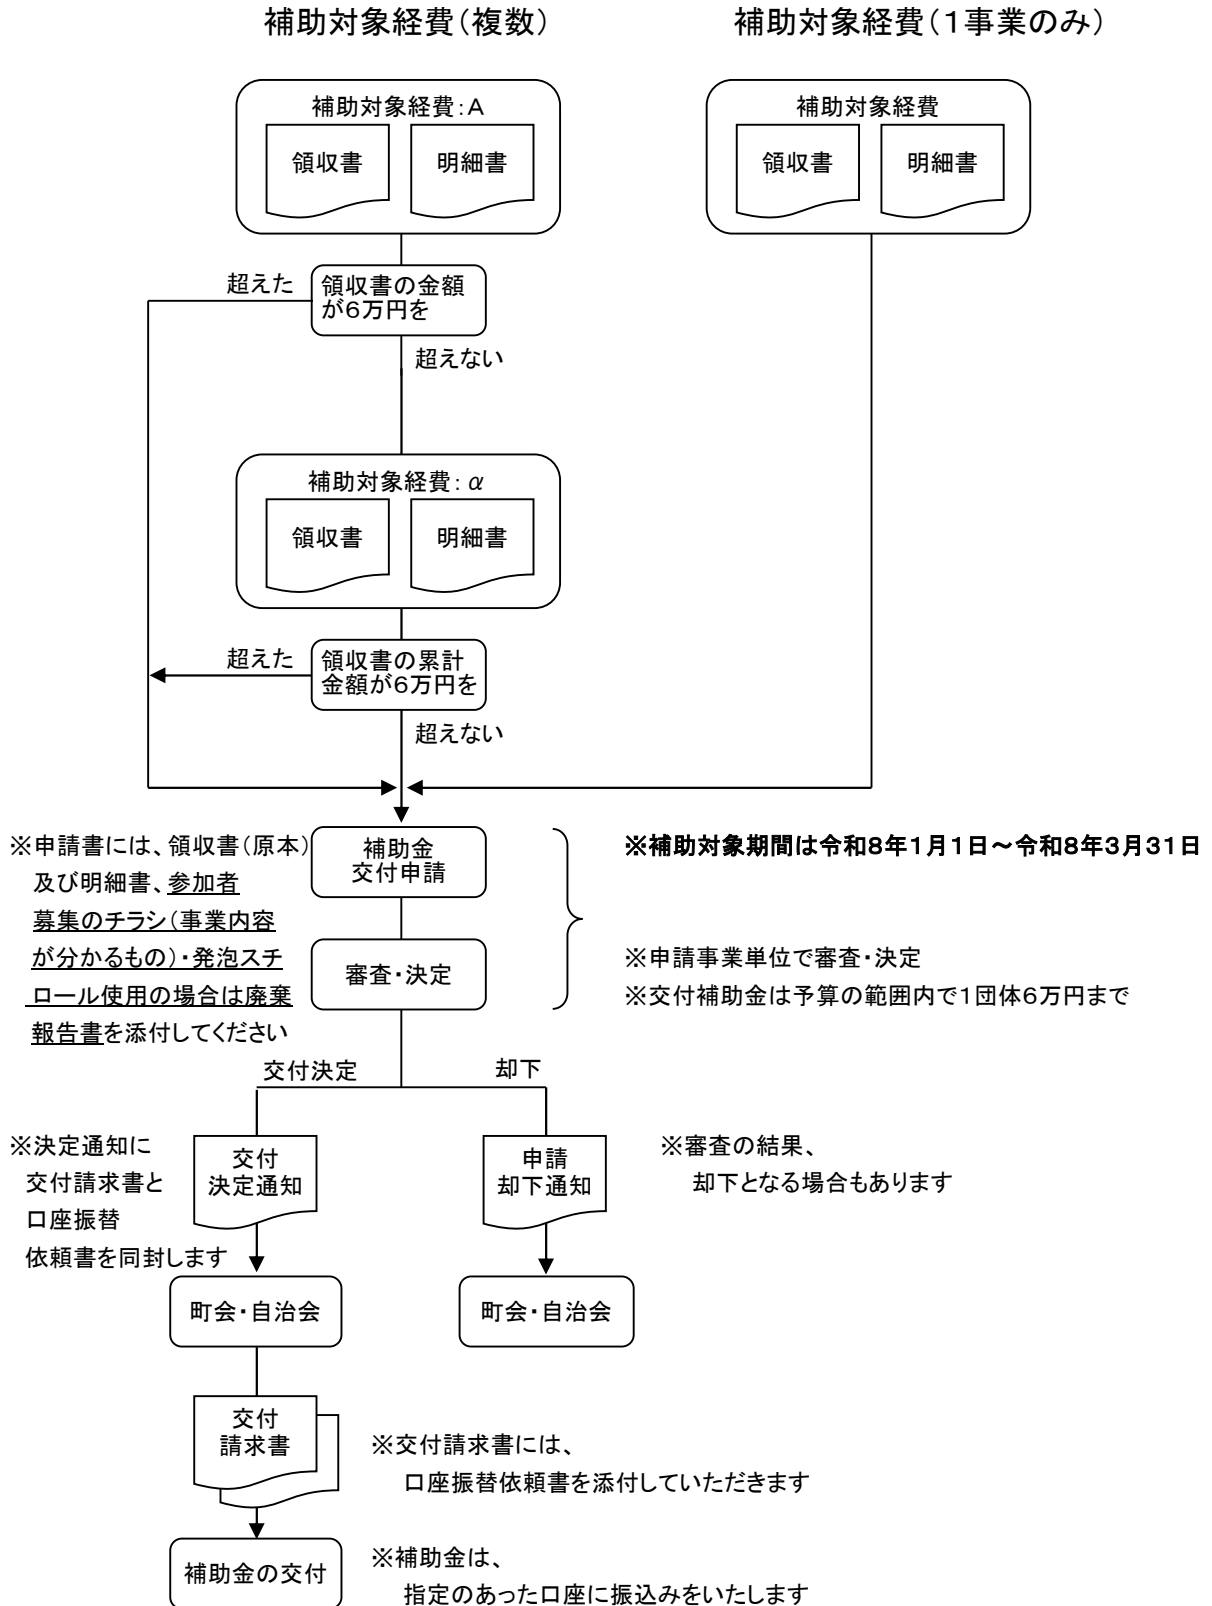 補助対象経費(複数)
補助対象経費(1事業のみ)
補助対象経費:A
領収書
明細書
補助対象経費
領収書
明細書
超えた
領収書の金額
が6万円を
超えない
補助対象経費:α
領収書
明細書
超えた
領収書の累計
金額が6万円を
超えない
※申請書には、領収書(原本)
及び明細書、参加者
募集のチラシ(事業内容
が分かるもの)・発泡スチ
ロール使用の場合は廃棄
報告書を添付してください
補助金
交付申請
審査・決定
※補助対象期間は令和8年1月1日~令和8年3月31日
※申請事業単位で審査・決定
※交付補助金は予算の範囲内で1団体6万円まで
交付決定
却下
※決定通知に
交付請求書と
口座振替
依頼書を同封します
交付
決定通知
申請
却下通知
※審査の結果、
却下となる場合もあります
町会・自治会
町会・自治会
交付
請求書
※交付請求書には、
口座振替依頼書を添付していただきます
補助金の交付
※補助金は、
指定のあった口座に振込みをいたします